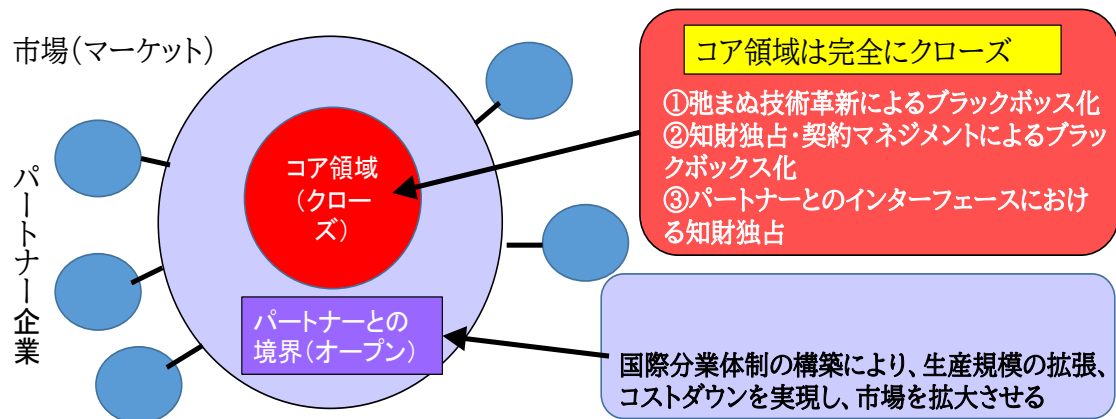 市場(マーケット)
コア領域は完全にクローズ
①弛まぬ技術革新によるブラックボッス化
②知財独占・契約マネジメントによるブラッ
クボックス化
③パートナーとのインターフェースにおけ
る知財独占
コア領域
(クロー
ズ)
パートナー企業
パートナーとの
境界(オープン)
国際分業体制の構築により、生産規模の拡張、
コストダウンを実現し、市場を拡大させる